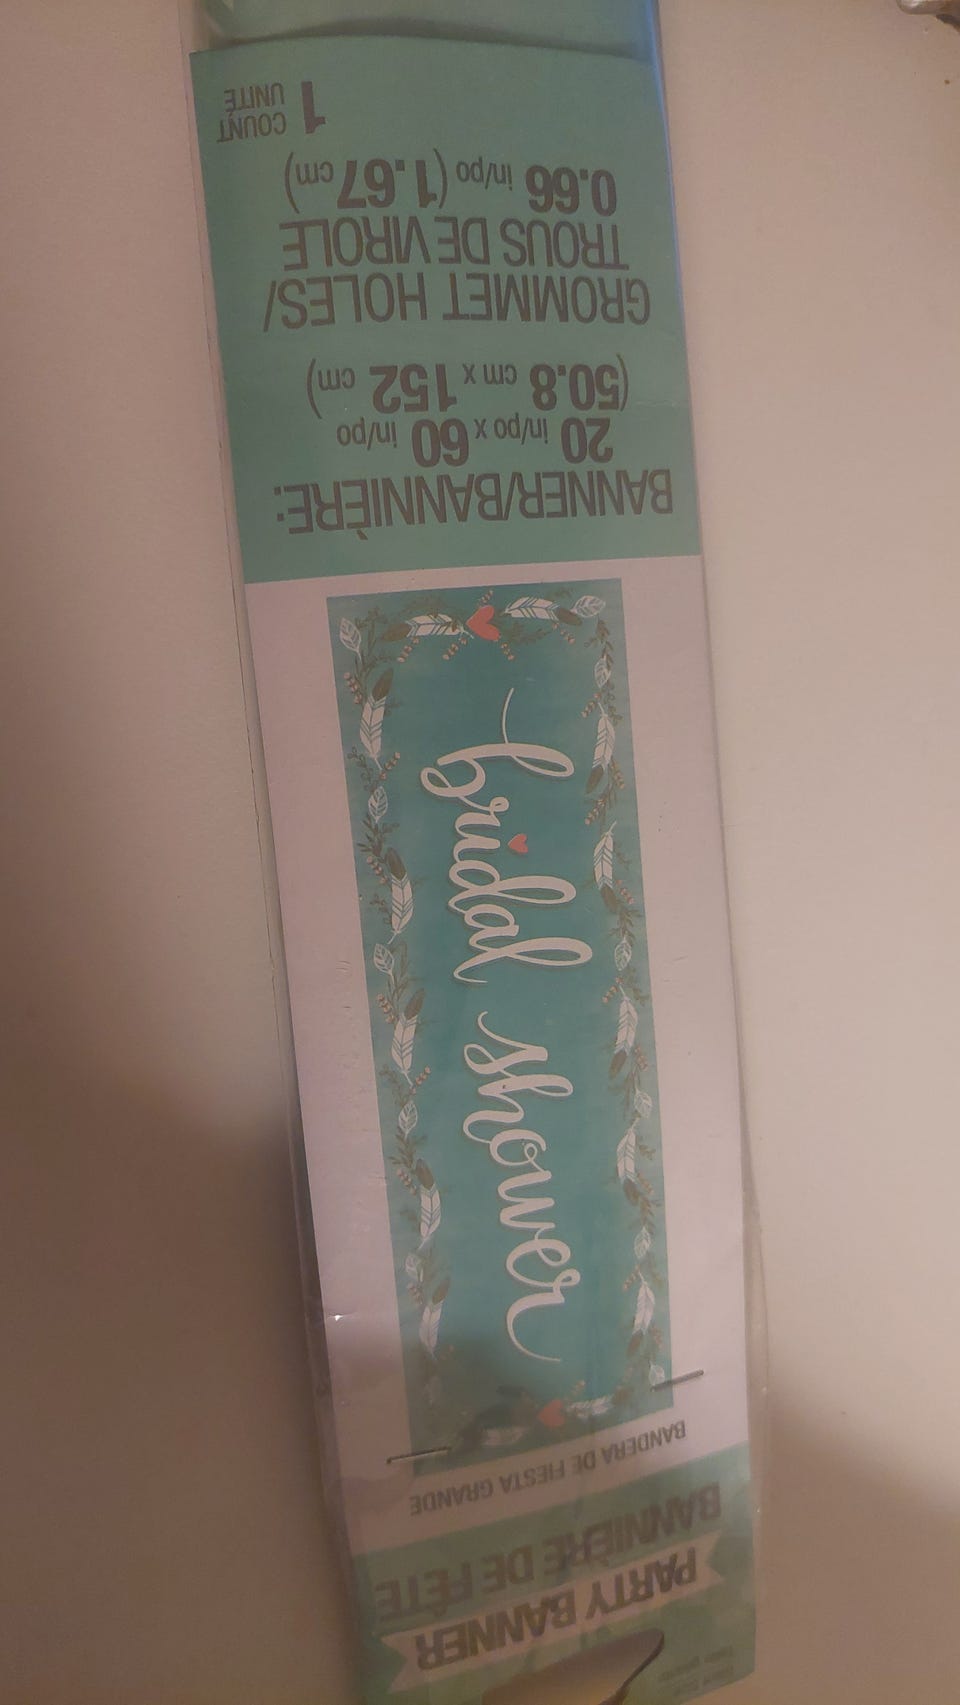 PARTY BANNER
BANNIÈRE DE FÊTE
BANDERA DE FIESTA GRANDE
bridal shower
BANNER/BANNIÈRE:
20 in/po x 60 in/po
(50.8 cm x 152 cm)
GROMMET HOLES/
TROUS DE VIROLE
0.66 in/po (1.67 cm)
1 COUNT
UNITÉ